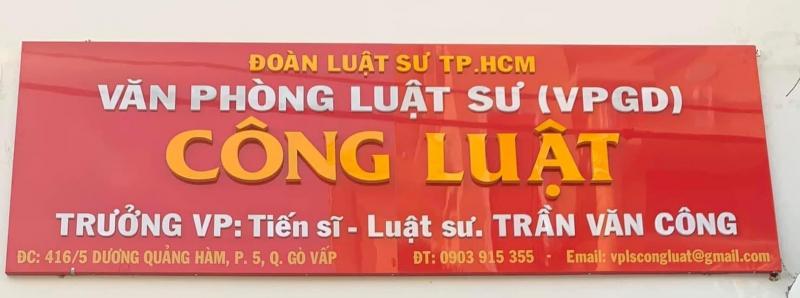 ĐOÀN LUẬT SƯ TP.HCM
VĂN PHÒNG LUẬT SƯ (VPGD)
CÔNG LUẬT
TRƯỞNG VP: Tiến sĩ - Luật sư. TRẦN VĂN CÔNG
ĐC: 416/5 DƯƠNG QUẢNG HÀM, P. 5, Q. GÒ VẤP ĐT: 0903 915 355 - Email: vplscongluat@gmail.com